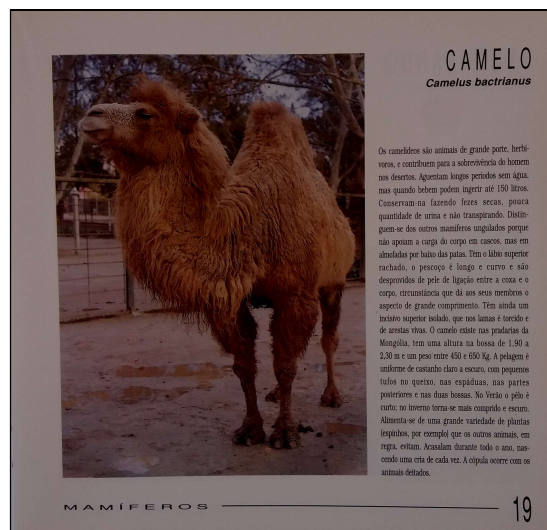 CAMELO
Camelus bactrianus
Os camelídeos são animais de grande porte, herbí-
voros, e contribuem para a sobrevivência do homem
nos desertos. Aguentam longos períodos sem água,
mas quando bebem podem ingerir até 150 litros.
Conservam-na fazendo fezes secas, pouca
quantidade de urina e não transpirando. Distin-
guem-se dos outros mamíferos ungulados porque
não apoiam a carga do corpo em cascos, mas em
almofadas por baixo das patas. Têm o lábio superior
rachado, o pescoço é longo e curvo e são
desprovidos de pele de ligação entre a coxa e o
corpo, circunstância que dá aos seus membros o
aspecto de grande comprimento. Têm ainda um
incisivo superior isolado, que nos lamas é torcido e
de arestas vivas. O camelo existe nas pradarias da
Mongólia, tem uma altura na bossa de 1,90 a
2,30 m e um peso entre 450 e 650 Kg. A pelagem é
uniforme de castanho claro a escuro, com pequenos
tufos no queixo, nas espáduas, nas partes
posteriores e nas duas bossas. No Verão o pêlo é
curto; no inverno torna-se mais comprido e escuro.
Alimenta-se de uma grande variedade de plantas
(espinhos, por exemplo) que os outros animais, em
regra, evitam. Acasalam durante todo o ano, nas-
cendo uma cria de cada vez. A cópula ocorre com os
animais deitados.
MAMÍFEROS
19